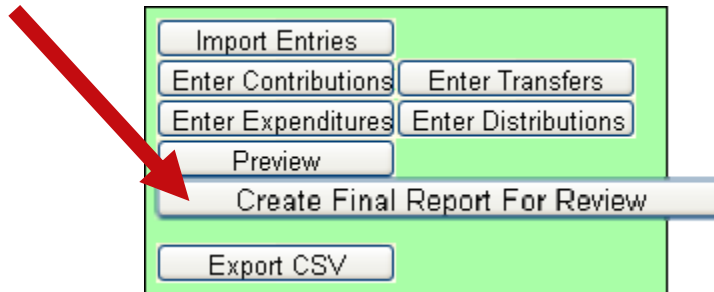 Import Entries
Enter Contributions Enter Transfers
Enter Expenditures Enter Distributions
Preview
Create Final Report For Review
Export CSV